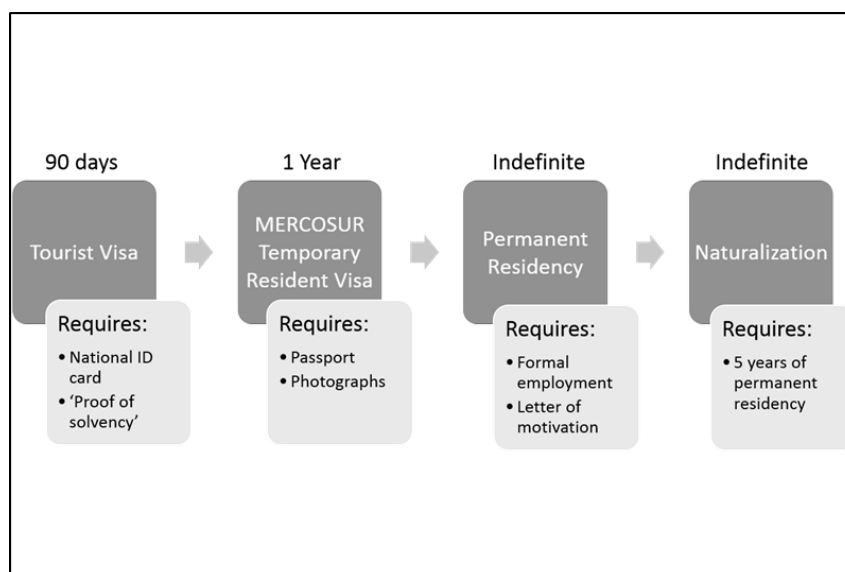 90 days
Tourist Visa
Requires:
• National ID
card
• ‘Proof of
solvency’
1 Year
MERCOSUR
Temporary
Resident Visa
Requires:
• Passport
• Photographs
Indefinite
Permanent
Residency
Requires:
• Formal
employment
• Letter of
motivation
Indefinite
Naturalization
Requires:
• 5 years of
permanent
residency